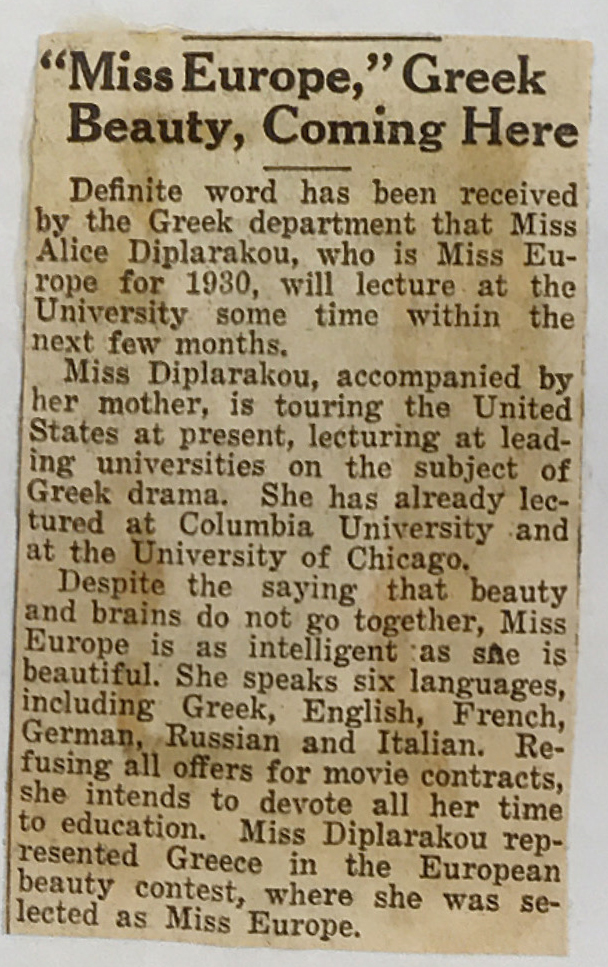 “Miss Europe,” Greek
Beauty, Coming Here
Definite word has been received
by the Greek department that Miss
Alice Diplarakou, who is Miss Eu-
rope for 1930, will lecture at the
University some time within the
next few months.
Miss Diplarakou, accompanied by
her mother, is touring the United
States at present, lecturing at lead-
ing universities on the subject of
Greek drama. She has already lec-
tured at Columbia University and
at the University of Chicago.
Despite the saying that beauty
and brains do not go together, Miss
Europe is as intelligent as she is
beautiful. She speaks six languages,
including Greek, English, French,
German, Russian and Italian. Re-
fusing all offers for movie contracts,
she intends to devote all her time
to education. Miss Diplarakou rep-
resented Greece in the European
beauty contest, where she was se-
lected as Miss Europe.